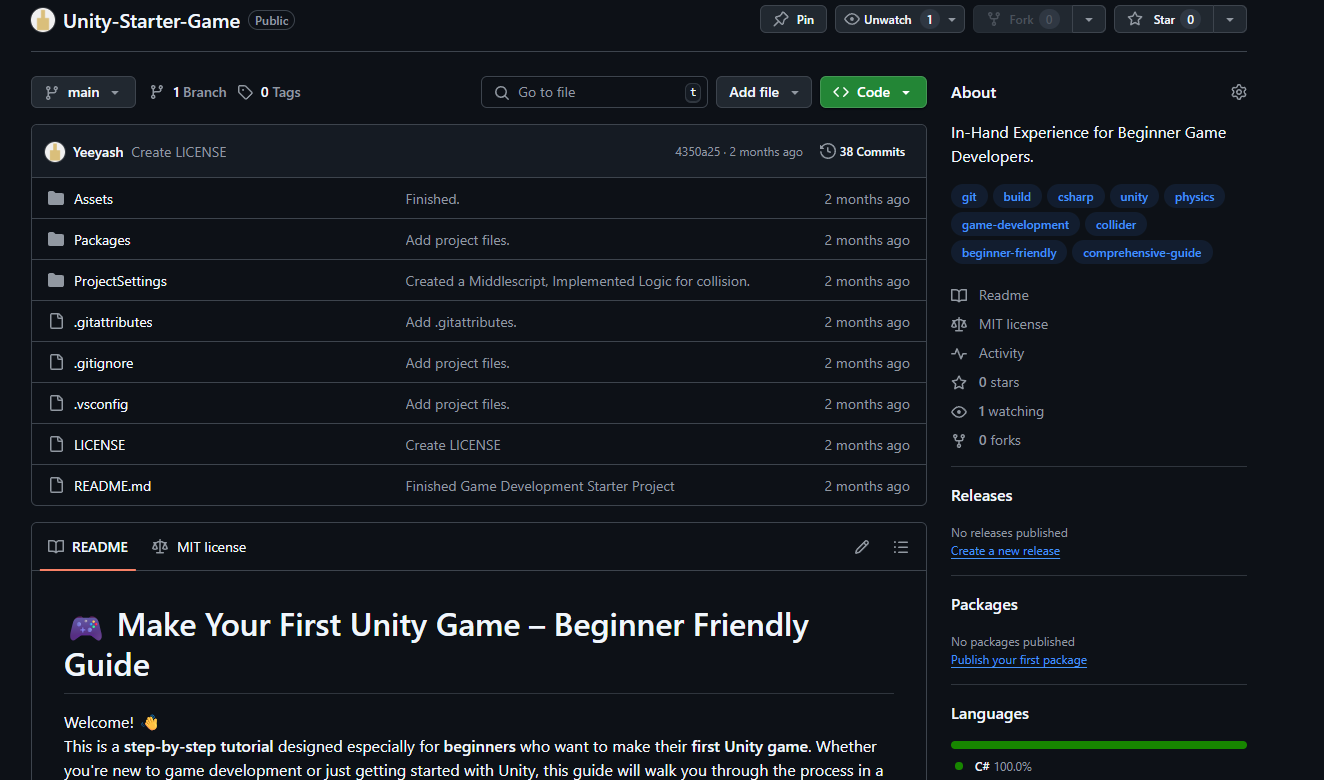 Unity-Starter-Game Public Pin Unwatch 1 Fork 0 Star 0
main 1 Branch 0 Tags Go to file t Add file Code
Yeeyash Create LICENSE 4350a25 · 2 months ago 38 Commits
Assets Finished. 2 months ago
Packages Add project files. 2 months ago
ProjectSettings Created a Middlescript, Implemented Logic for collision. 2 months ago
.gitattributes Add .gitattributes. 2 months ago
.gitignore Add project files. 2 months ago
.vsconfig Add project files. 2 months ago
LICENSE Create LICENSE 2 months ago
README.md Finished Game Development Starter Project 2 months ago
README MIT license
🎮 Make Your First Unity Game – Beginner Friendly
Guide
Welcome! 👋
This is a step-by-step tutorial designed especially for beginners who want to make their first Unity game. Whether
you're new to game development or just getting started with Unity, this guide will walk you through the process in a
About
In-Hand Experience for Beginner Game
Developers.
git build csharp unity physics
game-development collider
beginner-friendly comprehensive-guide
Readme
MIT license
Activity
0 stars
1 watching
0 forks
Releases
No releases published
Create a new release
Packages
No packages published
Publish your first package
Languages
C# 100.0%